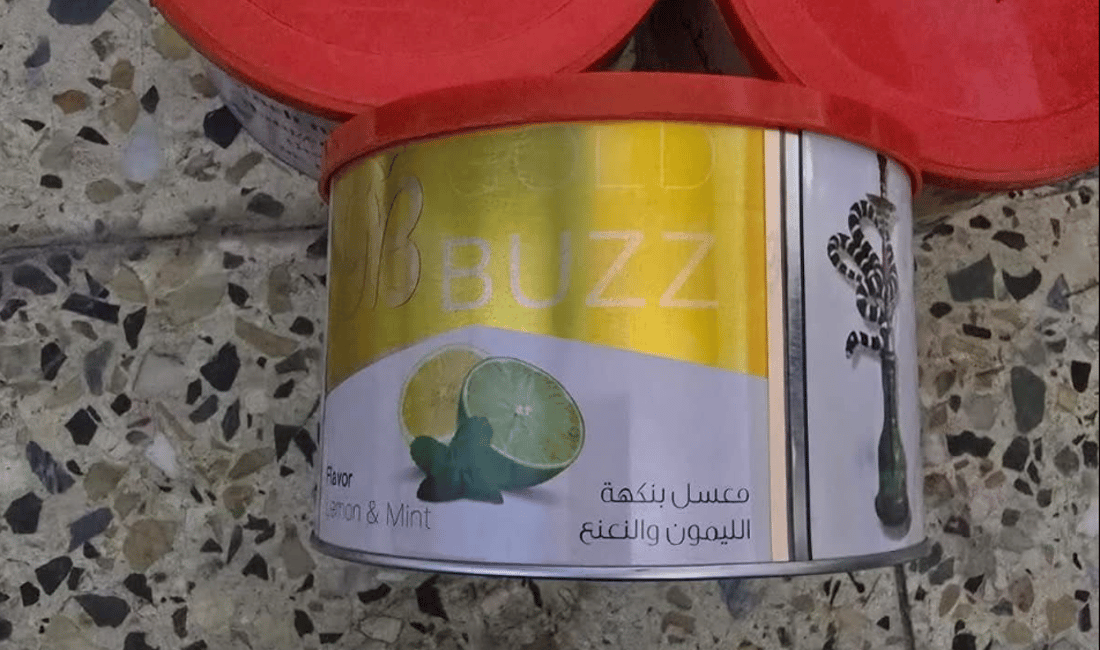 GOLD
BUZZ
Flavor
Lemon & Mint
معسل بنكهة
الليمون والنعنع